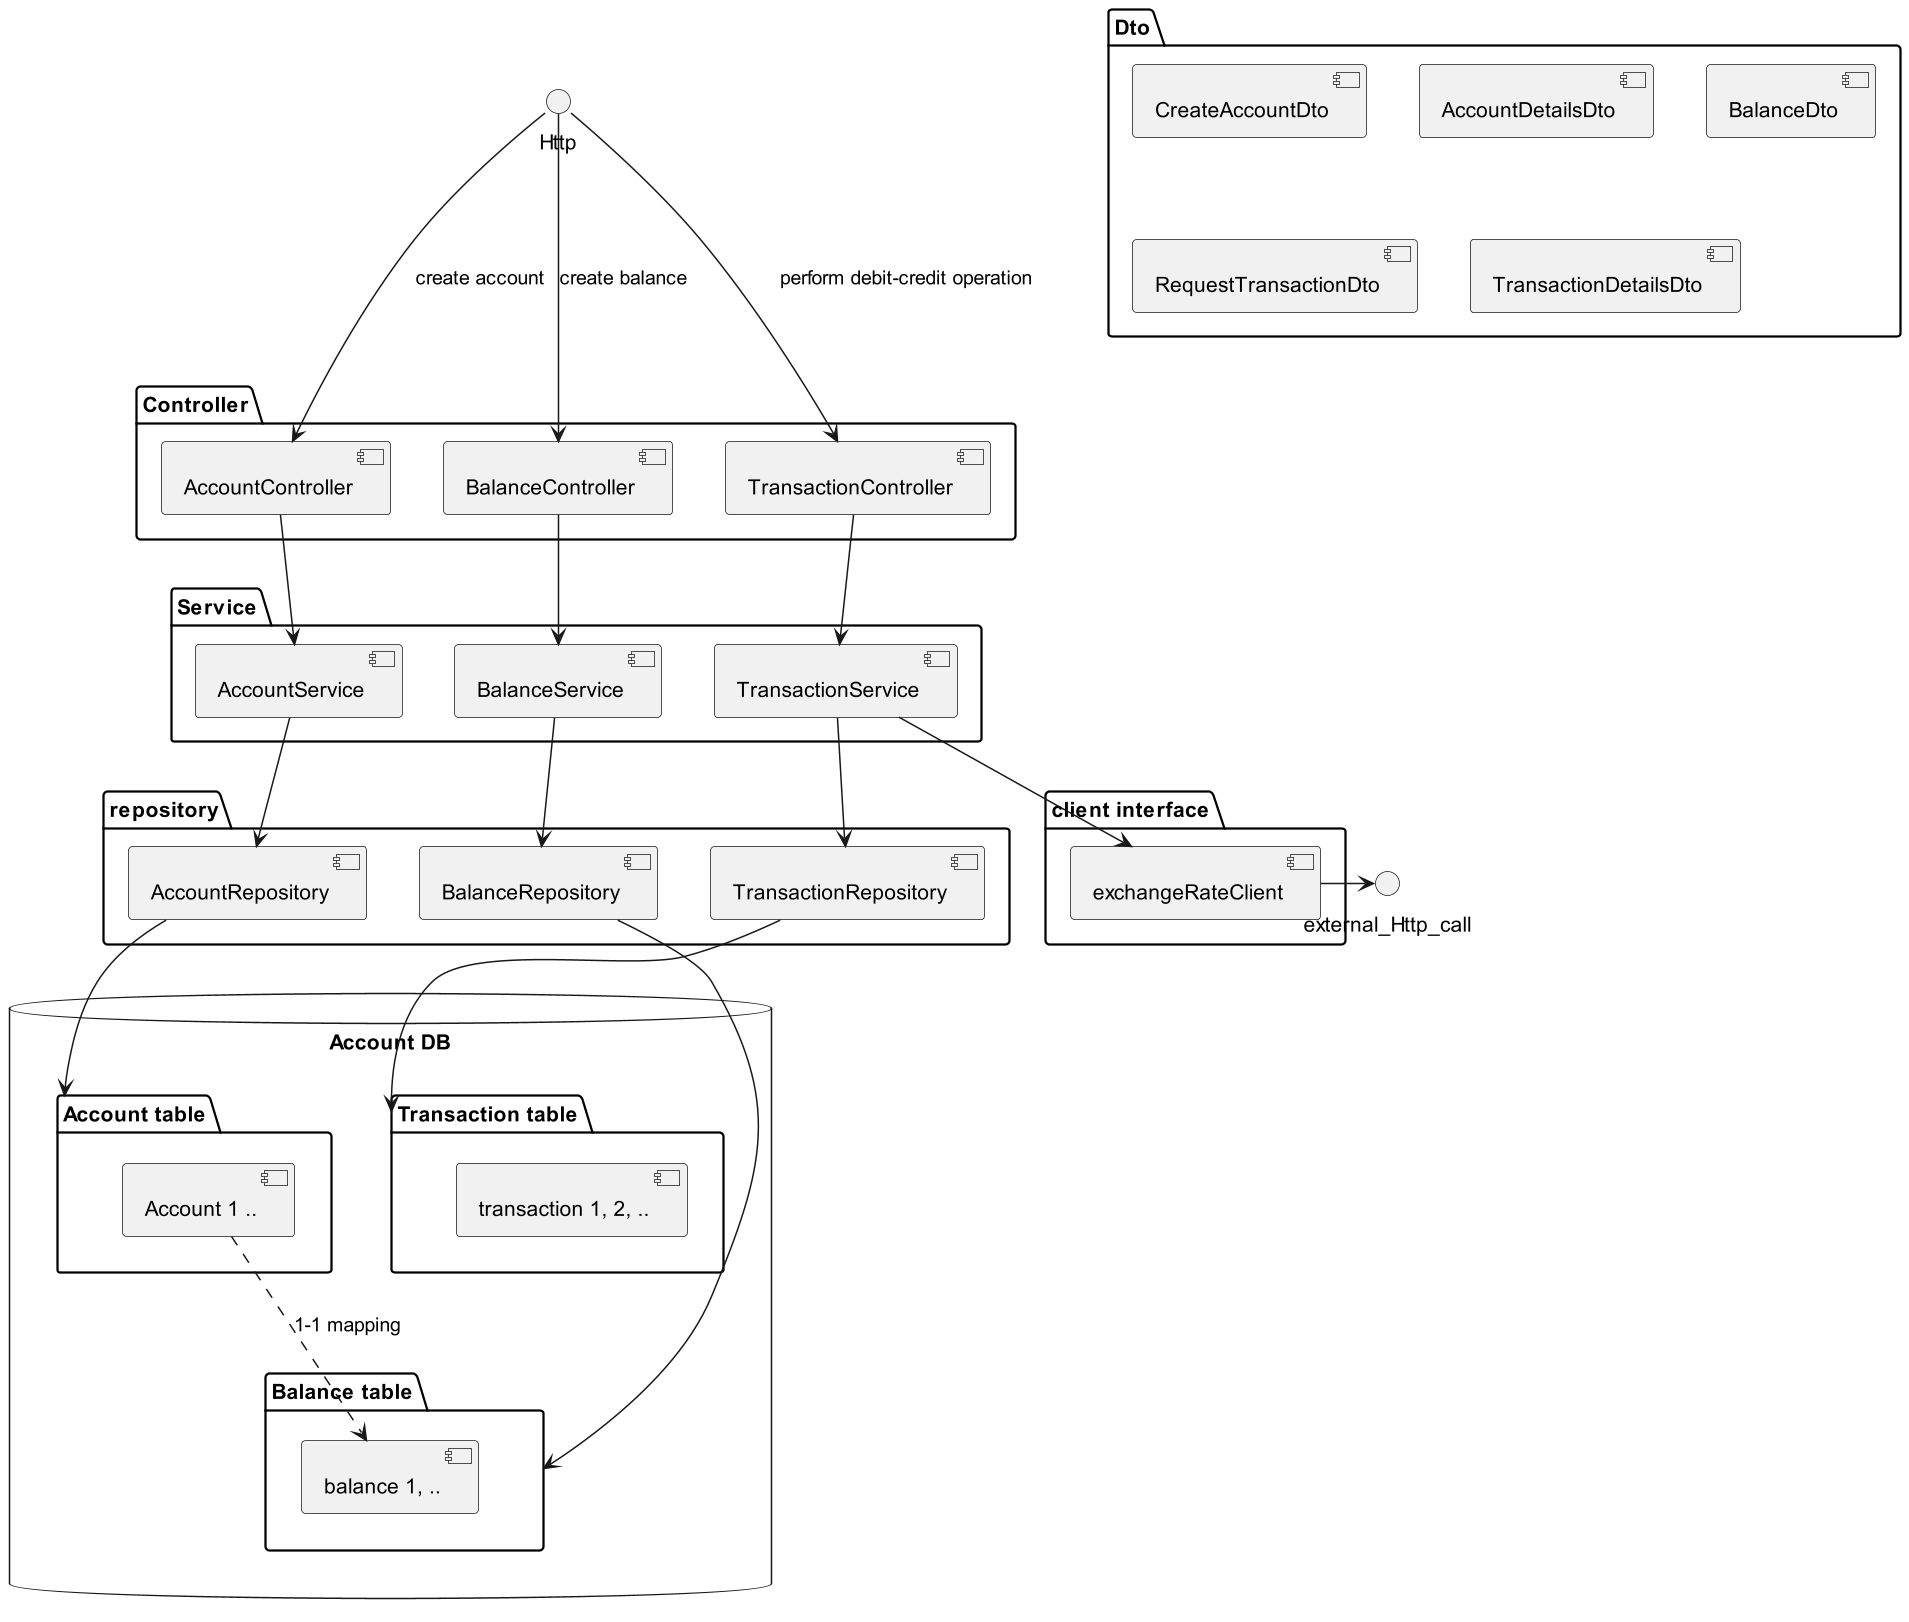 Dto
CreateAccountDto
AccountDetailsDto
BalanceDto
RequestTransactionDto
TransactionDetailsDto
Http
create account
create balance
perform debit-credit operation
Controller
AccountController
BalanceController
TransactionController
Service
AccountService
BalanceService
TransactionService
repository
AccountRepository
BalanceRepository
TransactionRepository
client interface
exchangeRateClient
external_Http_call
Account DB
Account table
Account 1 ..
Transaction table
transaction 1, 2, ..
1-1 mapping
Balance table
balance 1, ..